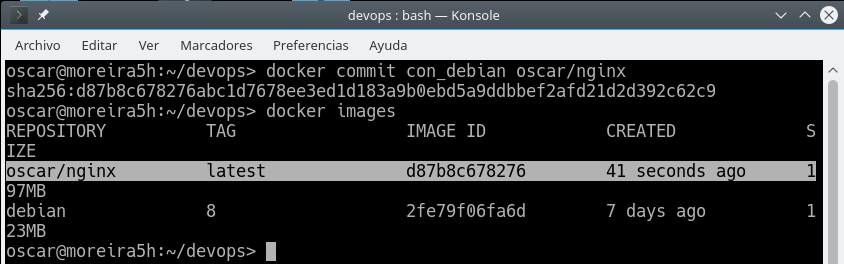 devops : bash — Konsole
Archivo Editar Ver Marcadores Preferencias Ayuda
oscar@moreira5h:~/devops> docker commit con_debian oscar/nginx
sha256:d87b8c678276abc1d7678ee3ed1d183a9b0ebd5a9ddbbef2afd21d2d392c62c9
oscar@moreira5h:~/devops> docker images
REPOSITORY TAG IMAGE ID CREATED S
IZE
oscar/nginx latest d87b8c678276 41 seconds ago 1
97MB
debian 8 2fe79f06fa6d 7 days ago 1
23MB
oscar@moreira5h:~/devops>